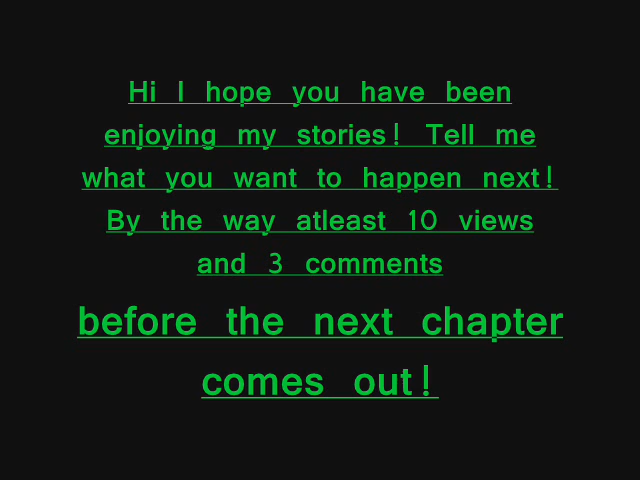 Hi I hope you have been
enjoying my stories! Tell me
what you want to happen next!
By the way atleast 10 views
and 3 comments
before the next chapter
comes out!